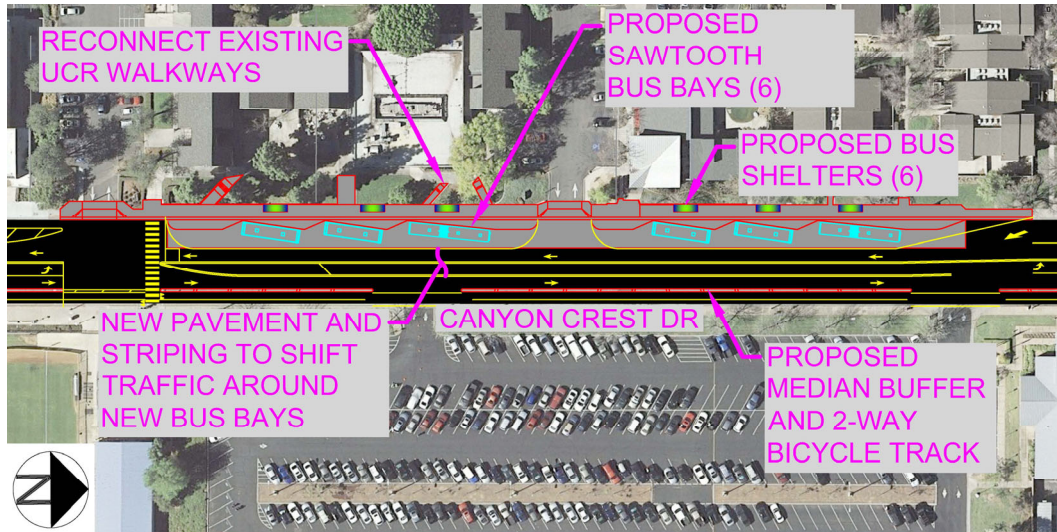 RECONNECT EXISTING
UCR WALKWAYS
PROPOSED
SAWTOOTH
BUS BAYS (6)
PROPOSED BUS
SHELTERS (6)
NEW PAVEMENT AND
STRIPING TO SHIFT
TRAFFIC AROUND
NEW BUS BAYS
CANYON CREST DR
PROPOSED
MEDIAN BUFFER
AND 2-WAY
BICYCLE TRACK
N